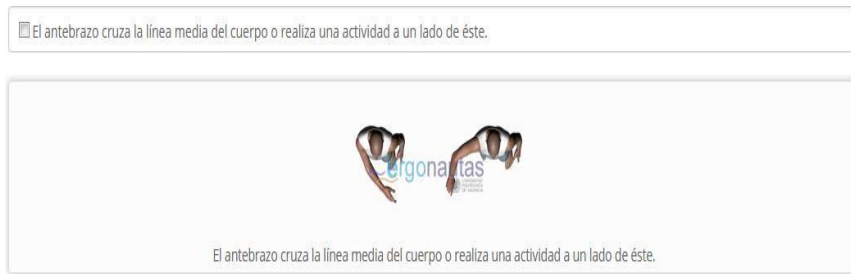 El antebrazo cruza la línea media del cuerpo o realiza una actividad a un lado de éste.
ergonautas
El antebrazo cruza la línea media del cuerpo o realiza una actividad a un lado de éste.